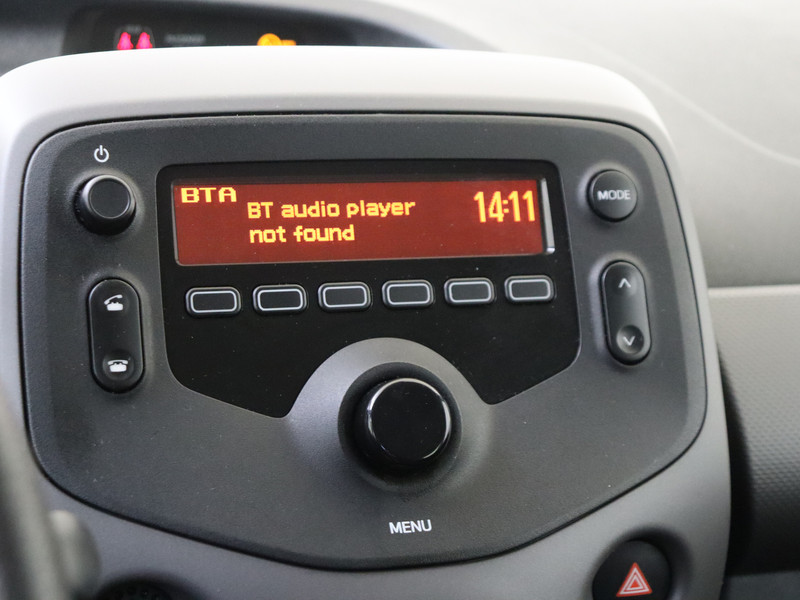 BTA
BT audio player
14:11
not found
MODE
MENU